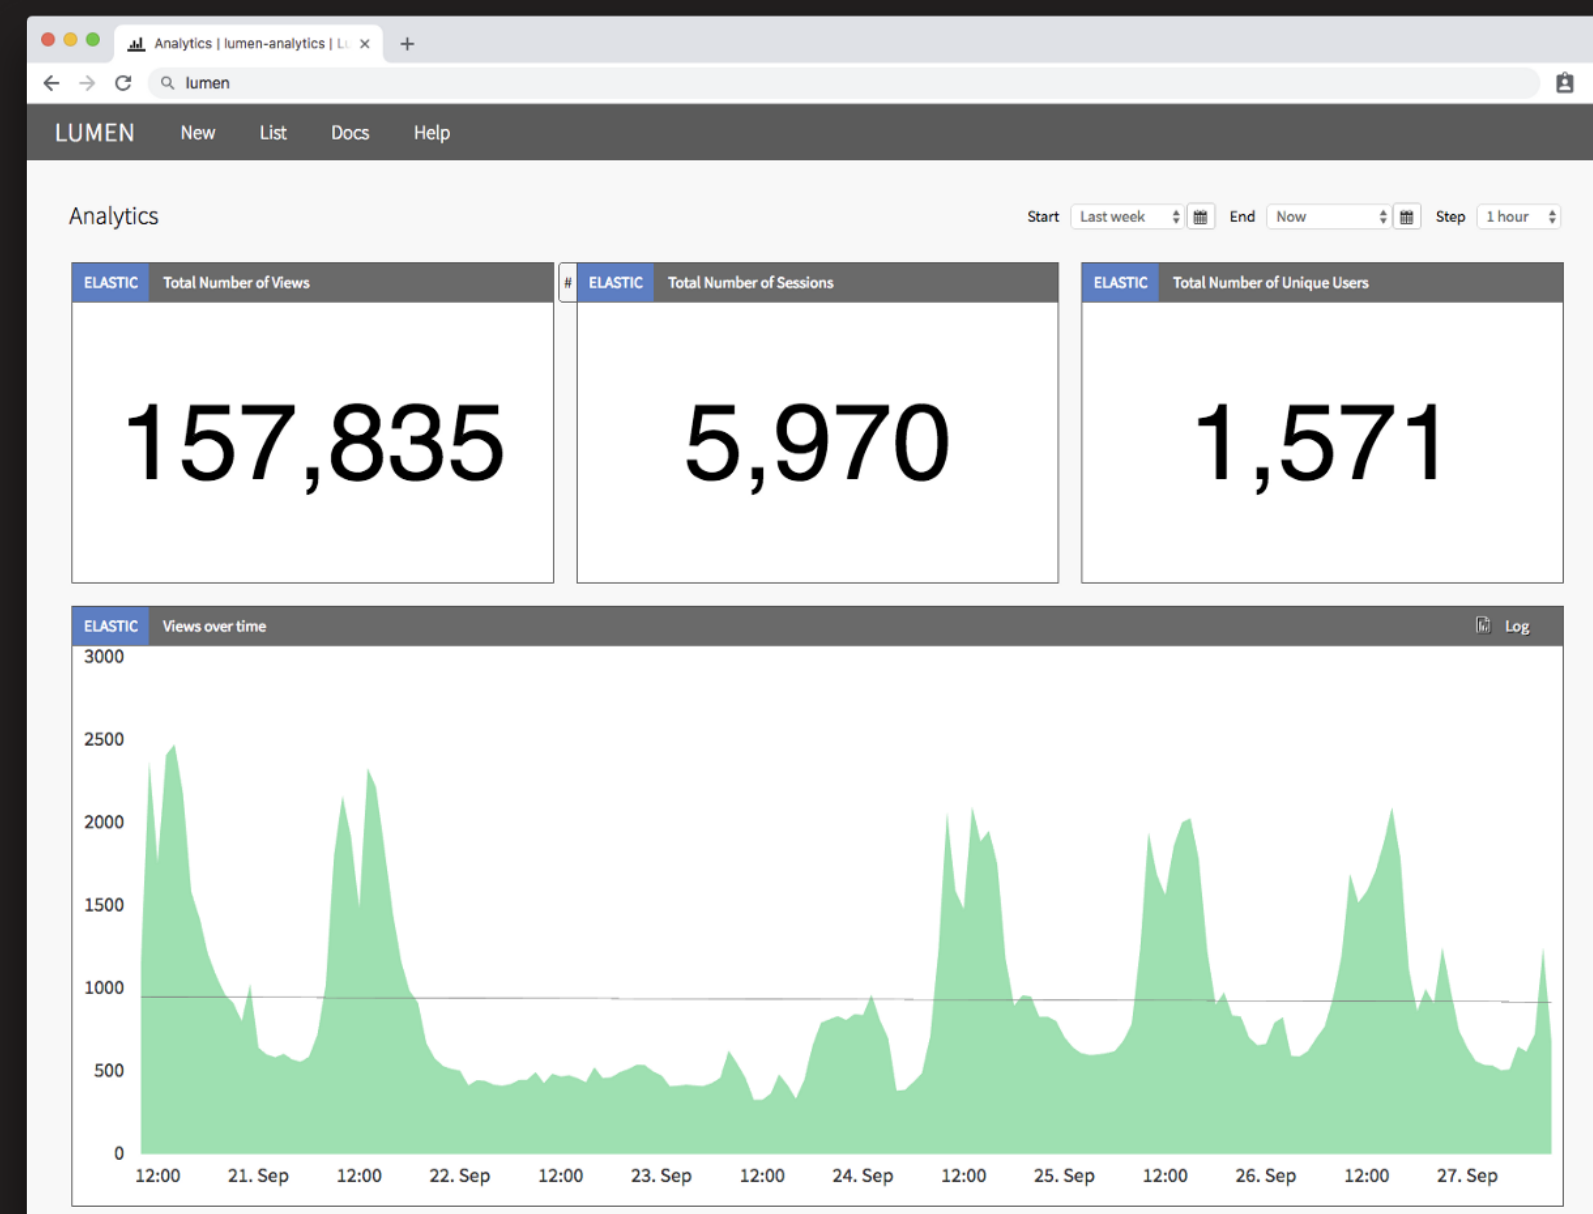 Analytics | lumen-analytics | Lu
lumen
LUMEN New List Docs Help
Analytics
Start Last week End Now Step 1 hour
ELASTIC Total Number of Views
# ELASTIC Total Number of Sessions
ELASTIC Total Number of Unique Users
157,835
5,970
1,571
ELASTIC Views over time Log
3000
2500
2000
1500
1000
500
0
12:00 21. Sep 12:00 22. Sep 12:00 23. Sep 12:00 24. Sep 12:00 25. Sep 12:00 26. Sep 12:00 27. Sep